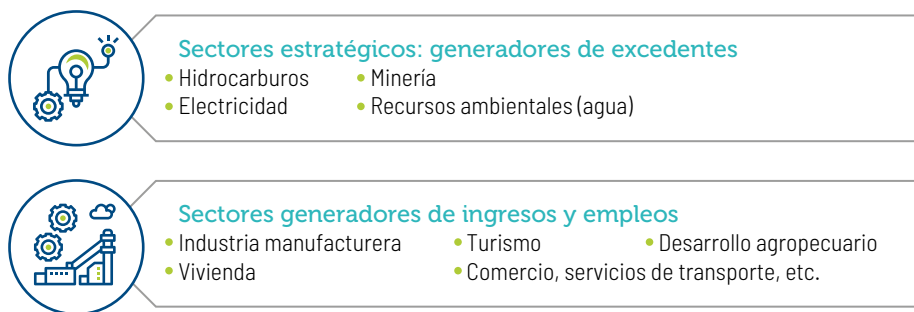 Sectores estratégicos: generadores de excedentes
• Hidrocarburos • Minería
• Electricidad • Recursos ambientales (agua)
Sectores generadores de ingresos y empleos
• Industria manufacturera • Turismo • Desarrollo agropecuario
• Vivienda • Comercio, servicios de transporte, etc.